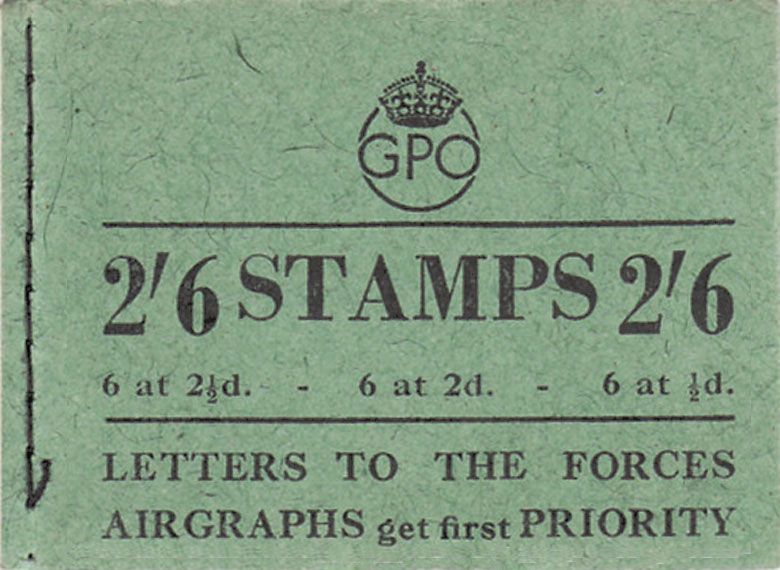 GPO
2'6 STAMPS 2'6
6 at 2½d. - 6 at 2d. - 6 at ½d.
LETTERS TO THE FORCES
AIRGRAPHS get first PRIORITY